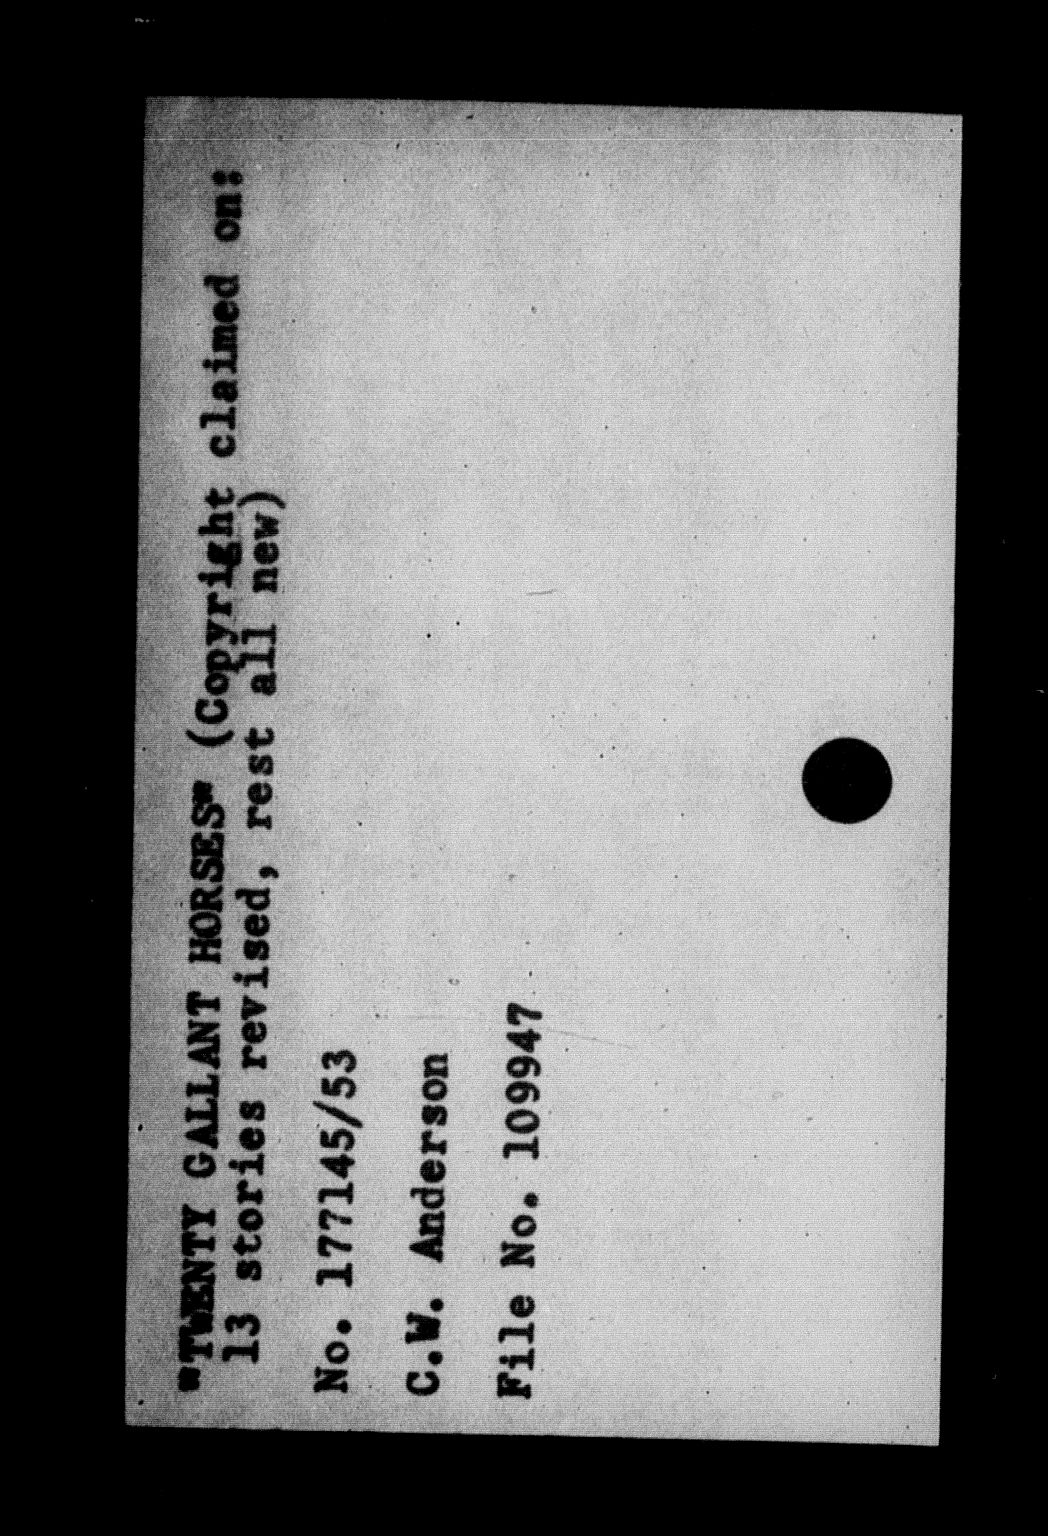 "TWENTY GALLANT HORSES" (Copyright claimed on:
13 stories revised, rest all new)
No. 177145/53
C.W. Anderson
File No. 109947